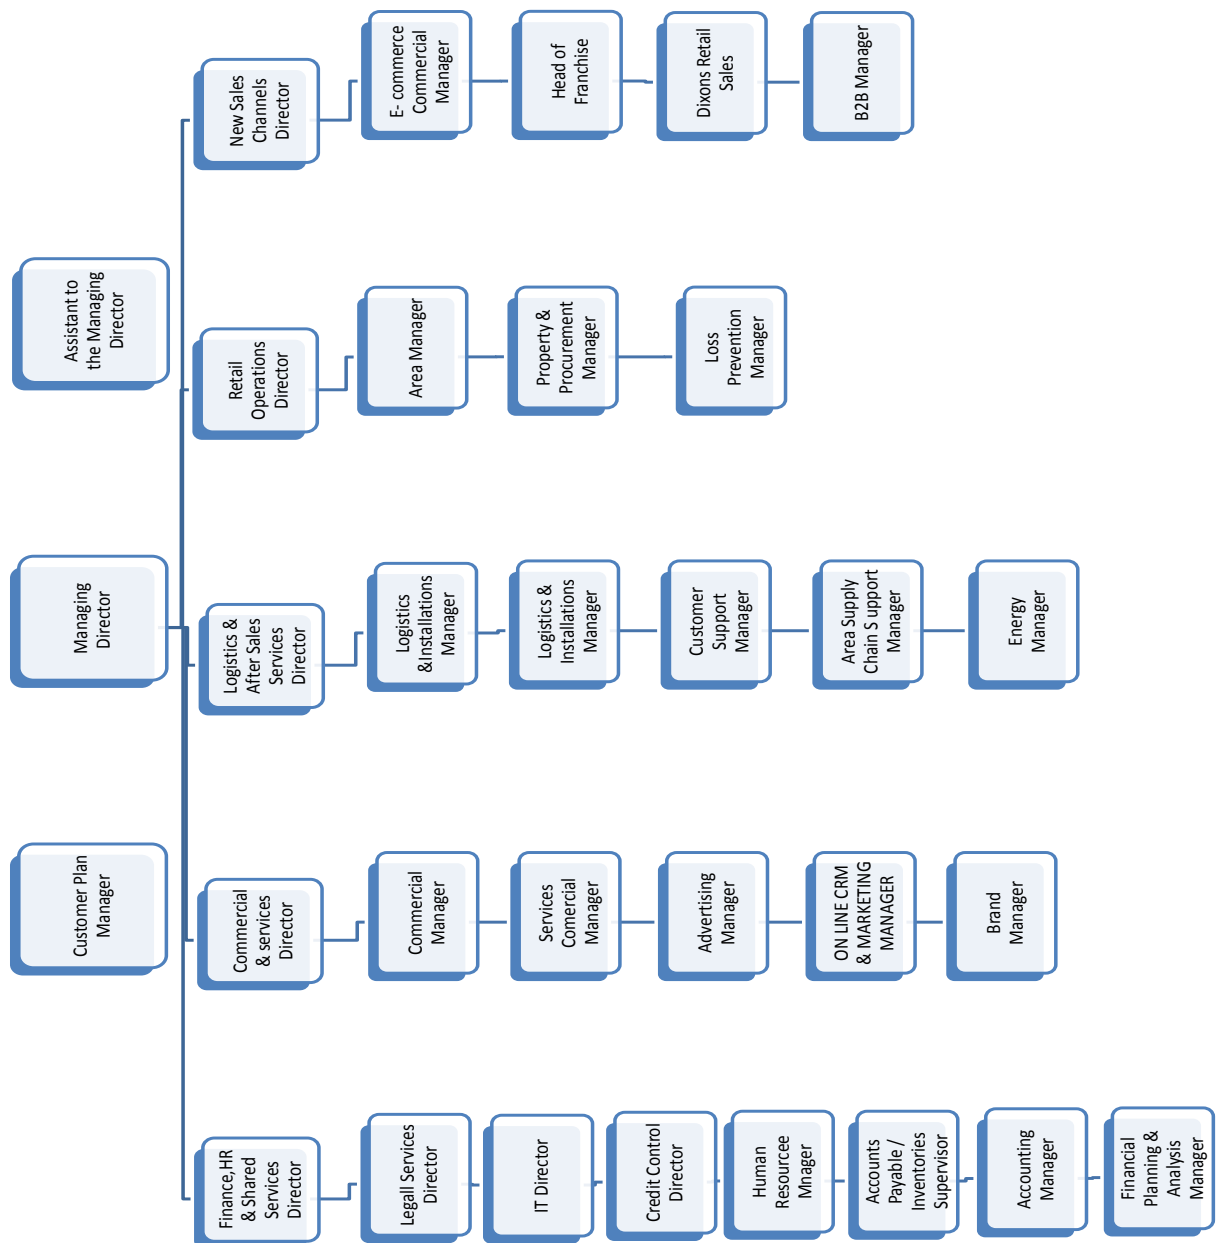 Customer Plan
Manager
Managing
Director
Assistant to
the Managing
Director
Finance,HR
& Shared
Services
Director
Commercial
& services
Director
Logistics &
After Sales
Services
Director
Retail
Operations
Director
New Sales
Channels
Director
Legall Services
Director
IT Director
Credit Control
Director
Human
Resourcee
Mnager
Accounts
Payable /
Inventories
Supervisor
Accounting
Manager
Financial
Planning &
Analysis
Manager
Commercial
Manager
Services
Comercial
Manager
Advertising
Manager
ON LINE CRM
& MARKETING
MANAGER
Brand
Manager
Logistics
&Installations
Manager
Logistics &
Installations
Manager
Customer
Support
Manager
Area Supply
Chain S upport
Manager
Energy
Manager
Area Manager
Property &
Procurement
Manager
Loss
Prevention
Manager
E- commerce
Commercial
Manager
Head of
Franchise
Dixons Retail
Sales
B2B Manager